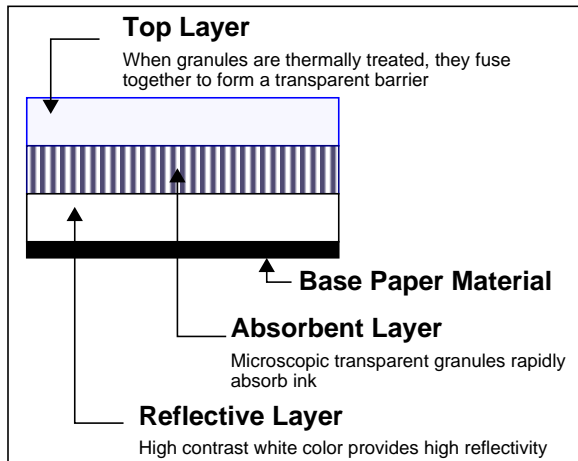 Top Layer
When granules are thermally treated, they fuse
together to form a transparent barrier
Base Paper Material
Absorbent Layer
Microscopic transparent granules rapidly
absorb ink
Reflective Layer
High contrast white color provides high reflectivity